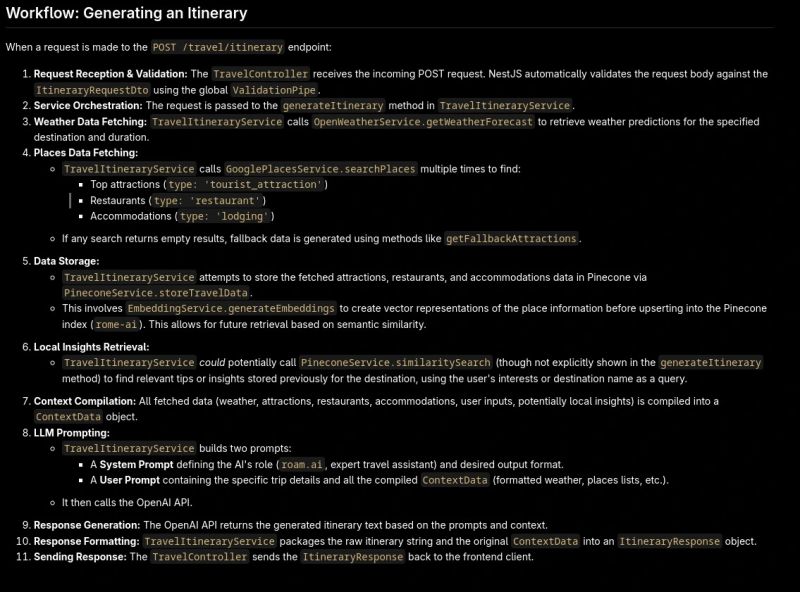 Workflow: Generating an Itinerary
When a request is made to the POST /travel/itinerary endpoint:
1. Request Reception & Validation: The TravelController receives the incoming POST request. NestJS automatically validates the request body against the
ItineraryRequestDto using the global ValidationPipe.
2. Service Orchestration: The request is passed to the generateItinerary method in TravelItineraryService.
3. Weather Data Fetching: TravelItineraryService calls OpenWeatherService.getWeatherForecast to retrieve weather predictions for the specified
destination and duration.
4. Places Data Fetching:
◦ TravelItineraryService calls GooglePlacesService.searchPlaces multiple times to find:
▪ Top attractions (type: 'tourist_attraction')
▪ Restaurants (type: 'restaurant')
▪ Accommodations (type: 'lodging')
◦ If any search returns empty results, fallback data is generated using methods like getFallbackAttractions.
5. Data Storage:
◦ TravelItineraryService attempts to store the fetched attractions, restaurants, and accommodations data in Pinecone via
PineconeService.storeTravelData.
◦ This involves EmbeddingService.generateEmbeddings to create vector representations of the place information before upserting into the Pinecone
index (rome-ai). This allows for future retrieval based on semantic similarity.
6. Local Insights Retrieval:
◦ TravelItineraryService could potentially call PineconeService.similaritySearch (though not explicitly shown in the generateItinerary
method) to find relevant tips or insights stored previously for the destination, using the user's interests or destination name as a query.
7. Context Compilation: All fetched data (weather, attractions, restaurants, accommodations, user inputs, potentially local insights) is compiled into a
ContextData object.
8. LLM Prompting:
◦ TravelItineraryService builds two prompts:
▪ A System Prompt defining the AI's role (roam.ai, expert travel assistant) and desired output format.
▪ A User Prompt containing the specific trip details and all the compiled ContextData (formatted weather, places lists, etc.).
◦ It then calls the OpenAI API.
9. Response Generation: The OpenAI API returns the generated itinerary text based on the prompts and context.
10. Response Formatting: TravelItineraryService packages the raw itinerary string and the original ContextData into an ItineraryResponse object.
11. Sending Response: The TravelController sends the ItineraryResponse back to the frontend client.